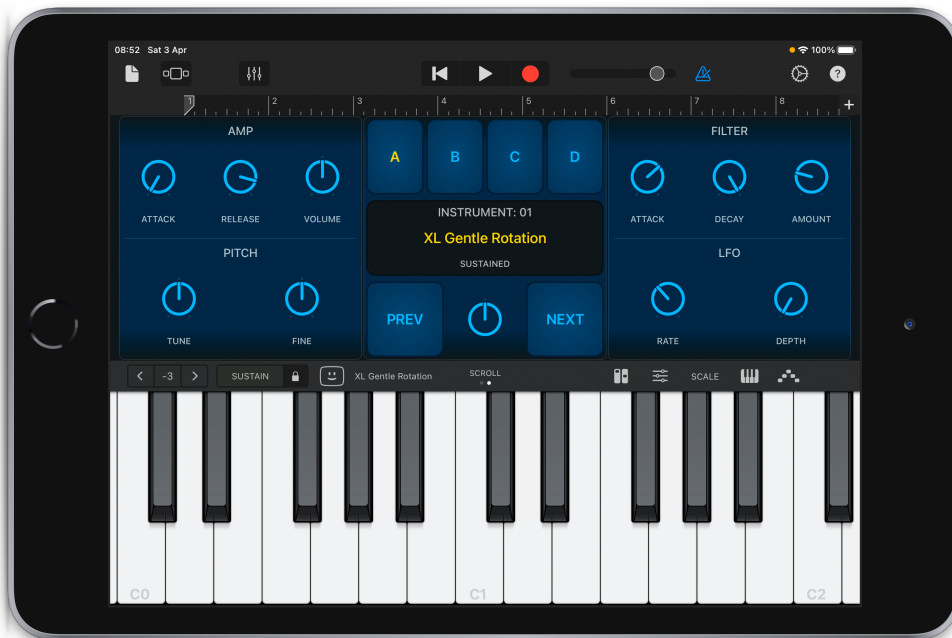 08:52 Sat 3 Apr
100%
?
1 2 3 4 5 6 7 8 +
AMP
ATTACK RELEASE VOLUME
PITCH
TUNE FINE
A B C D
INSTRUMENT: 01
XL Gentle Rotation
SUSTAINED
PREV NEXT
FILTER
ATTACK DECAY AMOUNT
LFO
RATE DEPTH
-3 SUSTAIN XL Gentle Rotation SCROLL SCALE
C0 C1 C2